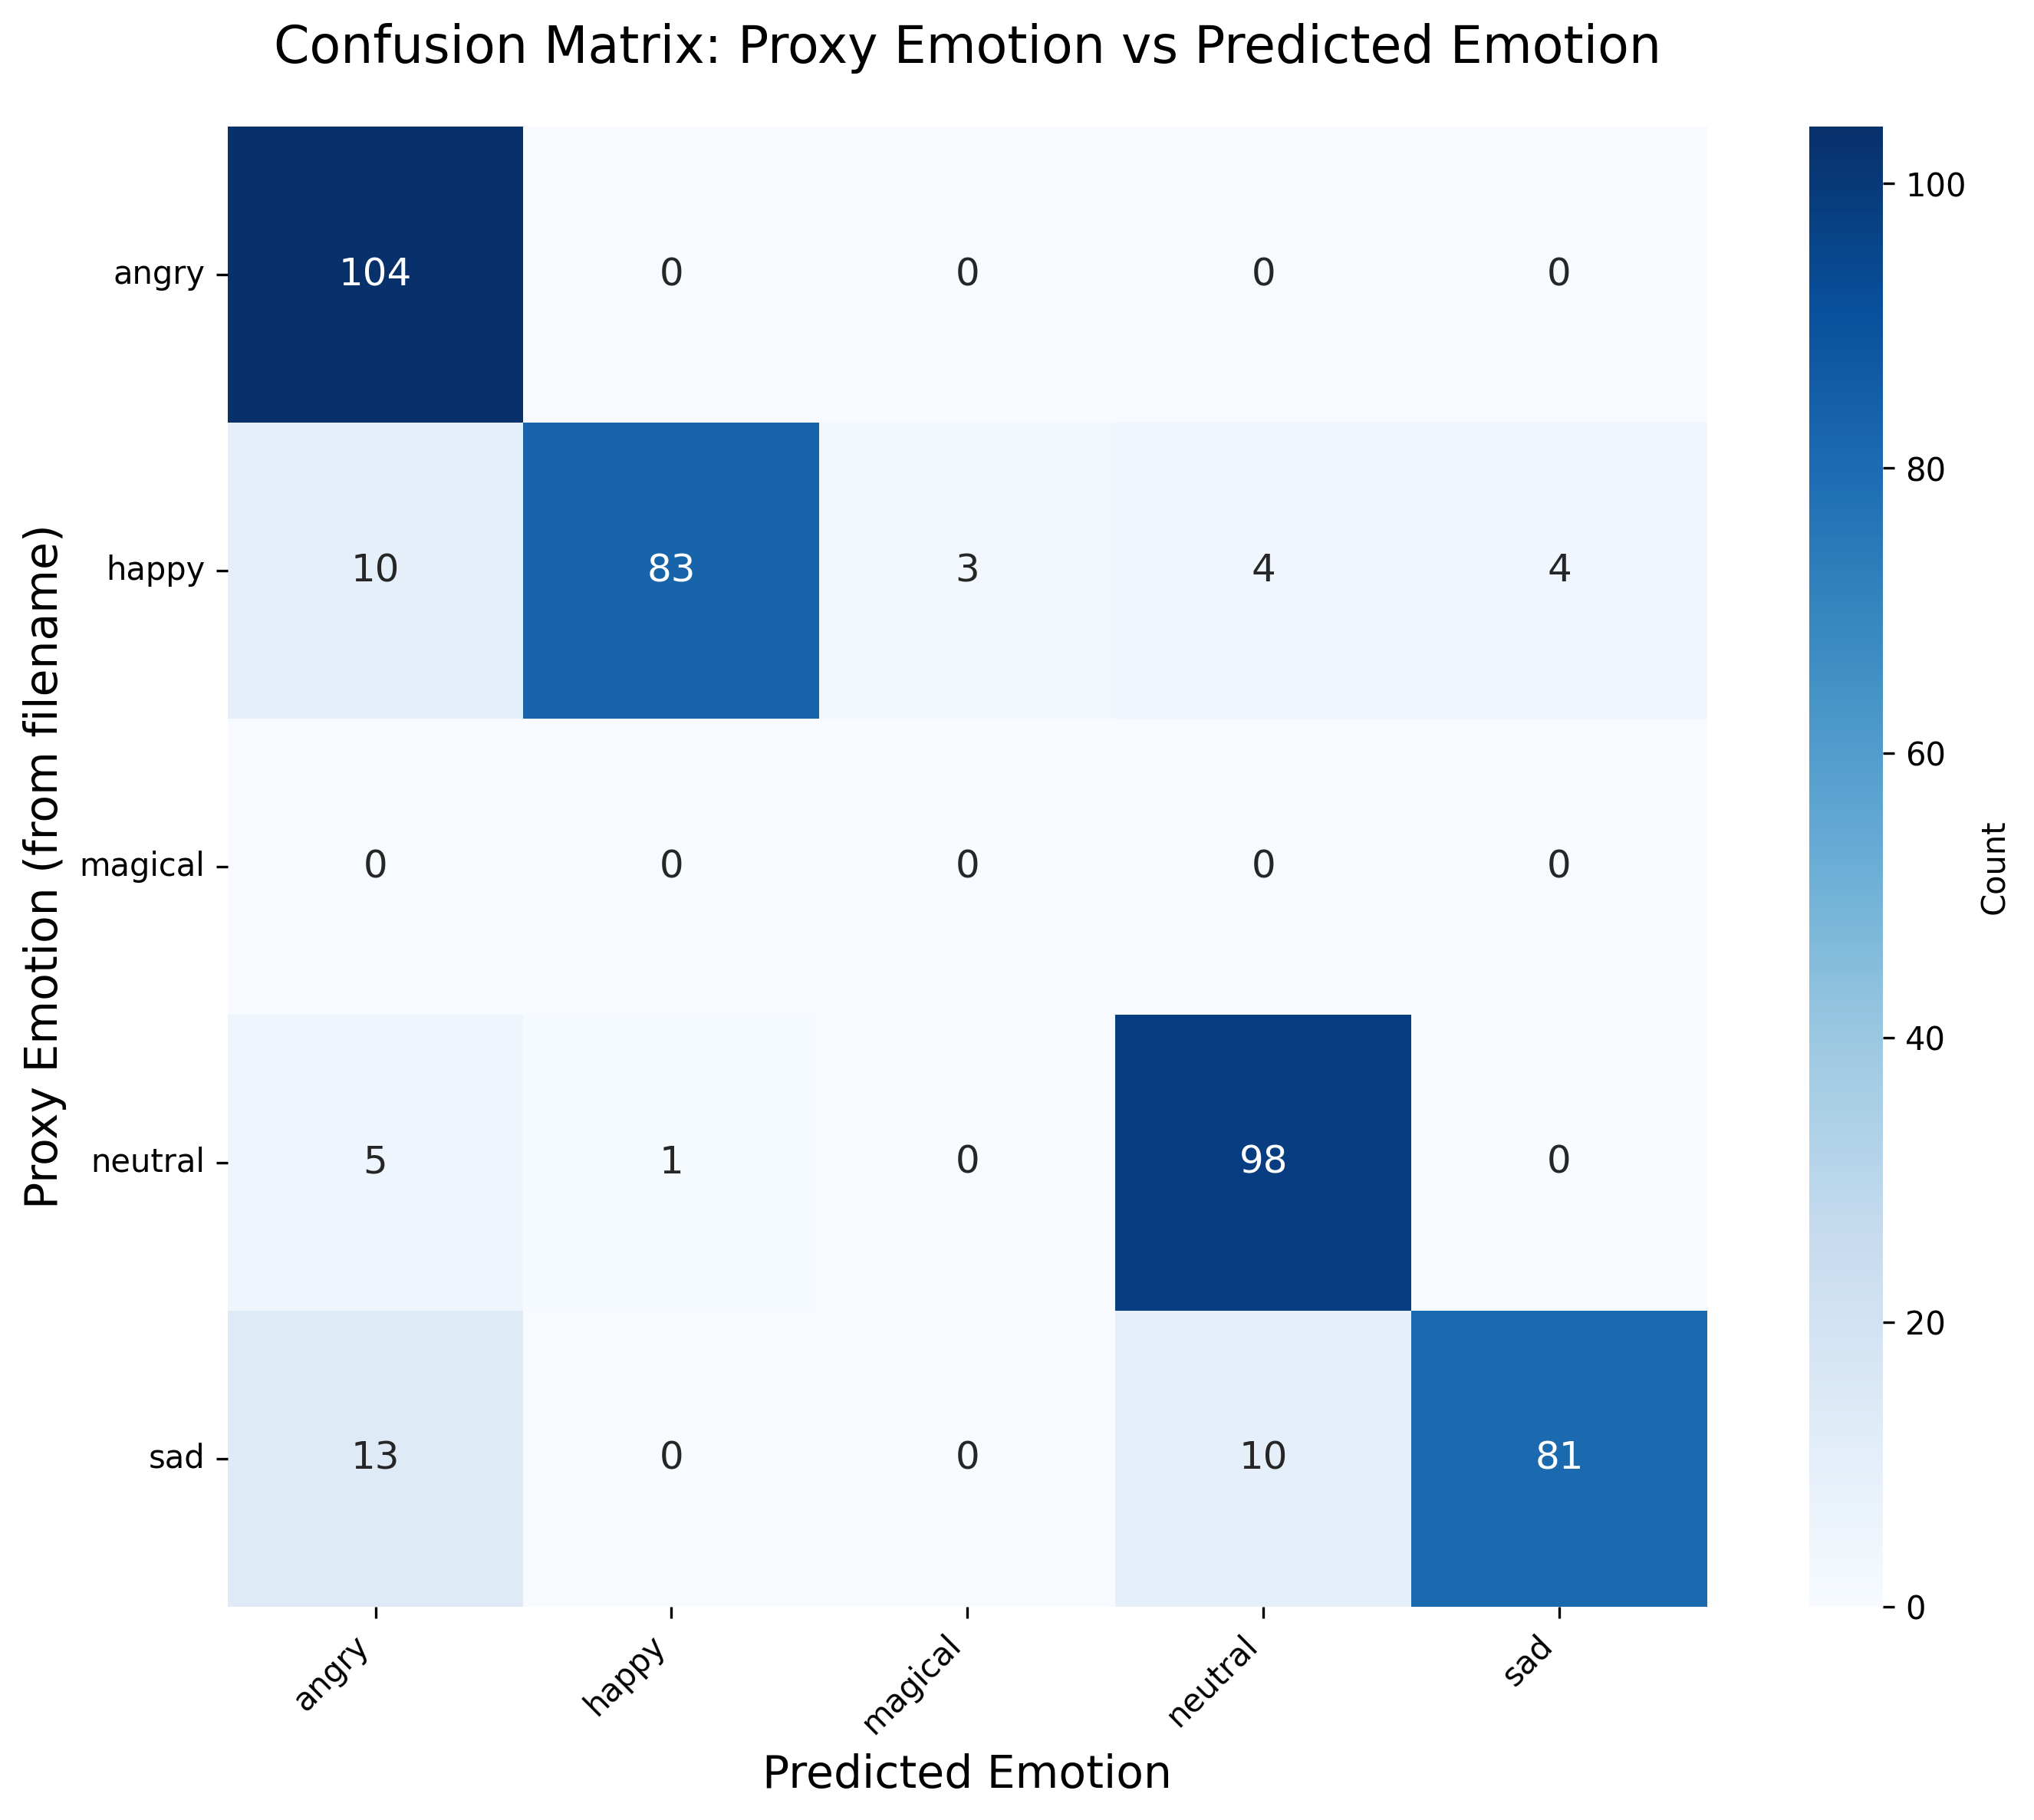 Confusion Matrix: Proxy Emotion vs Predicted Emotion
Proxy Emotion (from filename)
angry 104 0 0 0 0
happy 10 83 3 4 4
magical 0 0 0 0 0
neutral 5 1 0 98 0
sad 13 0 0 10 81
angry happy magical neutral sad
Predicted Emotion
100
80
60
40
20
0
Count